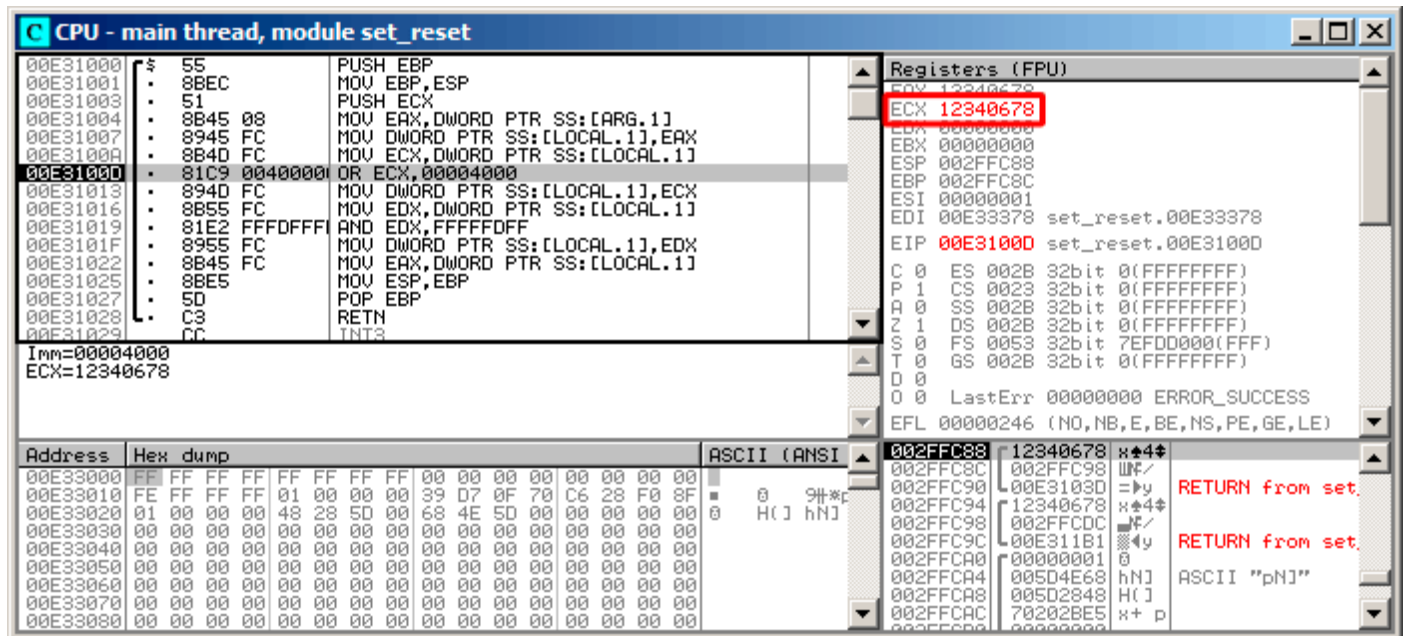 C CPU - main thread, module set_reset
00E31000 $ 55 PUSH EBP
00E31001 . 8BEC MOV EBP,ESP
00E31003 . 51 PUSH ECX
00E31004 . 8B45 08 MOV EAX,DWORD PTR SS:[ARG.1]
00E31007 . 8945 FC MOV DWORD PTR SS:[LOCAL.1],EAX
00E3100A . 8B4D FC MOV ECX,DWORD PTR SS:[LOCAL.1]
00E3100D . 81C9 0040000 OR ECX,00004000
00E31013 . 894D FC MOV DWORD PTR SS:[LOCAL.1],ECX
00E31016 . 8B55 FC MOV EDX,DWORD PTR SS:[LOCAL.1]
00E31019 . 81E2 FFFDFFF AND EDX,FFFFFDFF
00E3101F . 8955 FC MOV DWORD PTR SS:[LOCAL.1],EDX
00E31022 . 8B45 FC MOV EAX,DWORD PTR SS:[LOCAL.1]
00E31025 . 8BE5 MOV ESP,EBP
00E31027 . 5D POP EBP
00E31028 . C3 RETN
00E31029 CC INT3
Imm=00004000
ECX=12340678
Registers (FPU)
EAX 12340678
ECX 12340678
EDX 00000000
EBX 00000000
ESP 002FFC88
EBP 002FFC8C
ESI 00000001
EDI 00E33378 set_reset.00E33378
EIP 00E3100D set_reset.00E3100D
C 0 ES 002B 32bit 0(FFFFFFFF)
P 1 CS 0023 32bit 0(FFFFFFFF)
A 0 SS 002B 32bit 0(FFFFFFFF)
Z 1 DS 002B 32bit 0(FFFFFFFF)
S 0 FS 0053 32bit 7EFDD000(FFF)
T 0 GS 002B 32bit 0(FFFFFFFF)
D 0
O 0 LastErr 00000000 ERROR_SUCCESS
EFL 00000246 (NO,NB,E,BE,NS,PE,GE,LE)
Address Hex dump ASCII (ANSI
00E33000 FF FF FF FF FF FF FF FF 00 00 00 00 00 00 00 00
00E33010 FE FF FF FF 01 00 00 00 39 D7 0F 70 C6 28 F0 8F
00E33020 01 00 00 00 48 28 5D 00 68 4E 5D 00 00 00 00 00 H(] hN]
00E33030 00 00 00 00 00 00 00 00 00 00 00 00 00 00 00 00
00E33040 00 00 00 00 00 00 00 00 00 00 00 00 00 00 00 00
00E33050 00 00 00 00 00 00 00 00 00 00 00 00 00 00 00 00
00E33060 00 00 00 00 00 00 00 00 00 00 00 00 00 00 00 00
00E33070 00 00 00 00 00 00 00 00 00 00 00 00 00 00 00 00
00E33080 00 00 00 00 00 00 00 00 00 00 00 00 00 00 00 00
002FFC88 12340678 x♠4↕
002FFC8C 002FFC98
002FFC90 00E3103D =►y RETURN from set_
002FFC94 12340678 x♠4↕
002FFC98 002FFCDC
002FFC9C 00E311B1 ▒◄y RETURN from set_
002FFCA0 00000001
002FFCA4 005D4E68 hN] ASCII "pN]"
002FFCA8 005D2848 H(]
002FFCAC 70202BE5 x+ p